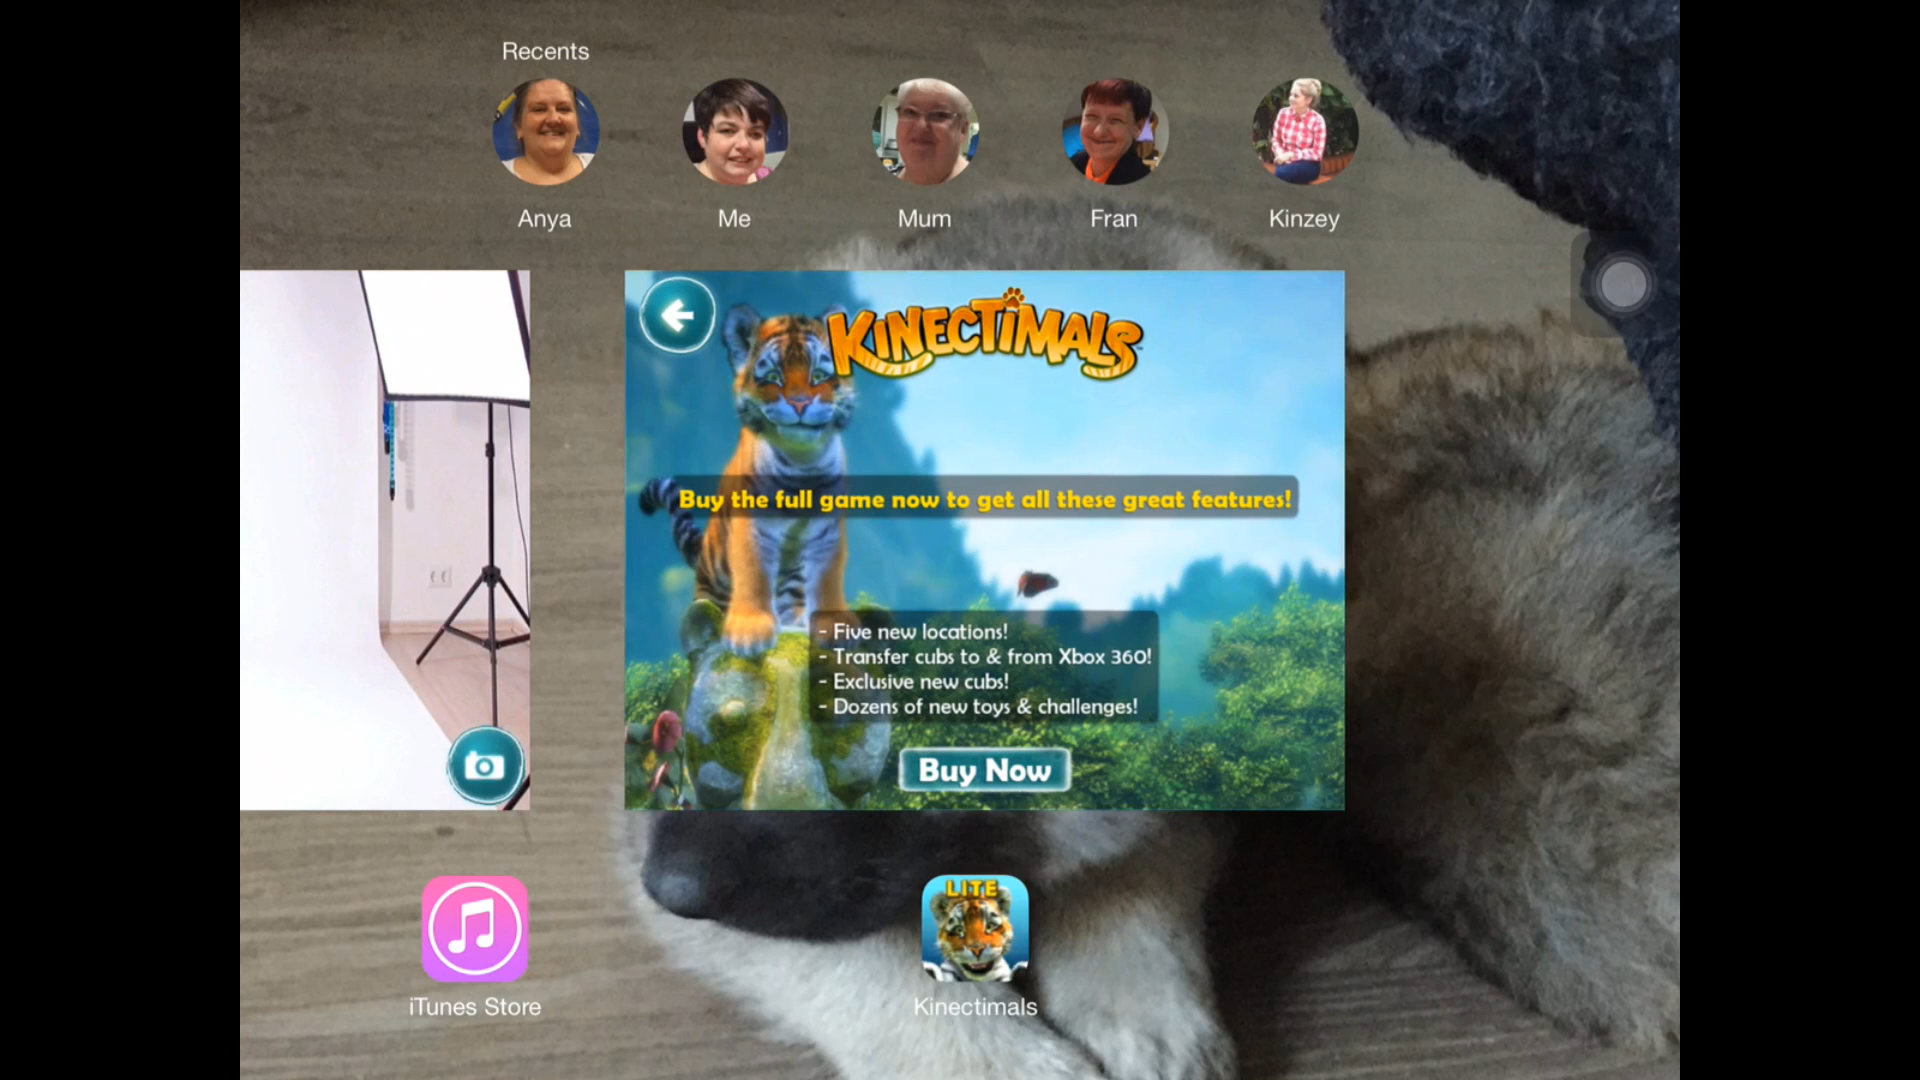 Recents
Anya
Me
Mum
Fran
Kinzey
KINECTIMALS
Buy the full game now to get all these great features!
- Five new locations!
- Transfer cubs to & from Xbox 360!
- Exclusive new cubs!
- Dozens of new toys & challenges!
Buy Now
LITE
iTunes Store
Kinectimals